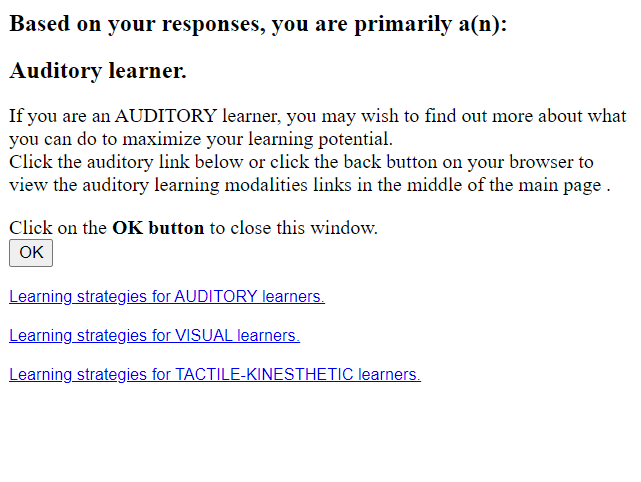 Based on your responses, you are primarily a(n):
Auditory learner.
If you are an AUDITORY learner, you may wish to find out more about what
you can do to maximize your learning potential.
Click the auditory link below or click the back button on your browser to
view the auditory learning modalities links in the middle of the main page .
Click on the OK button to close this window.
OK
Learning strategies for AUDITORY learners.
Learning strategies for VISUAL learners.
Learning strategies for TACTILE-KINESTHETIC learners.